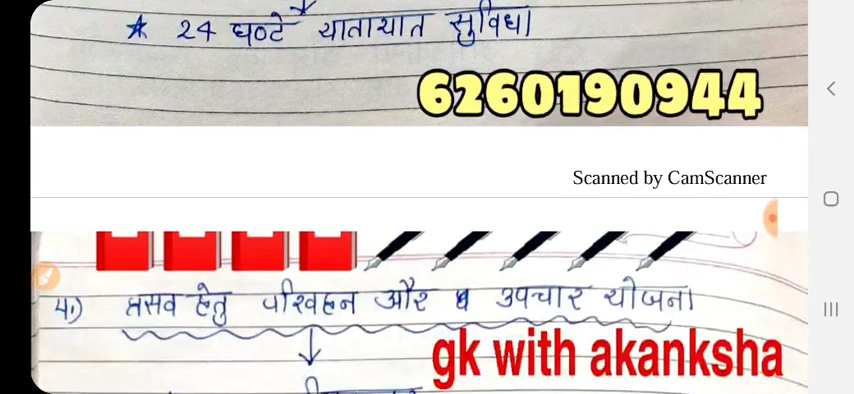 ★ 24 घण्टे यातायात सुविधा
6260190944
Scanned by CamScanner
4.) प्रसव हेतु परिवहन और उपचार योजना
gk with akanksha